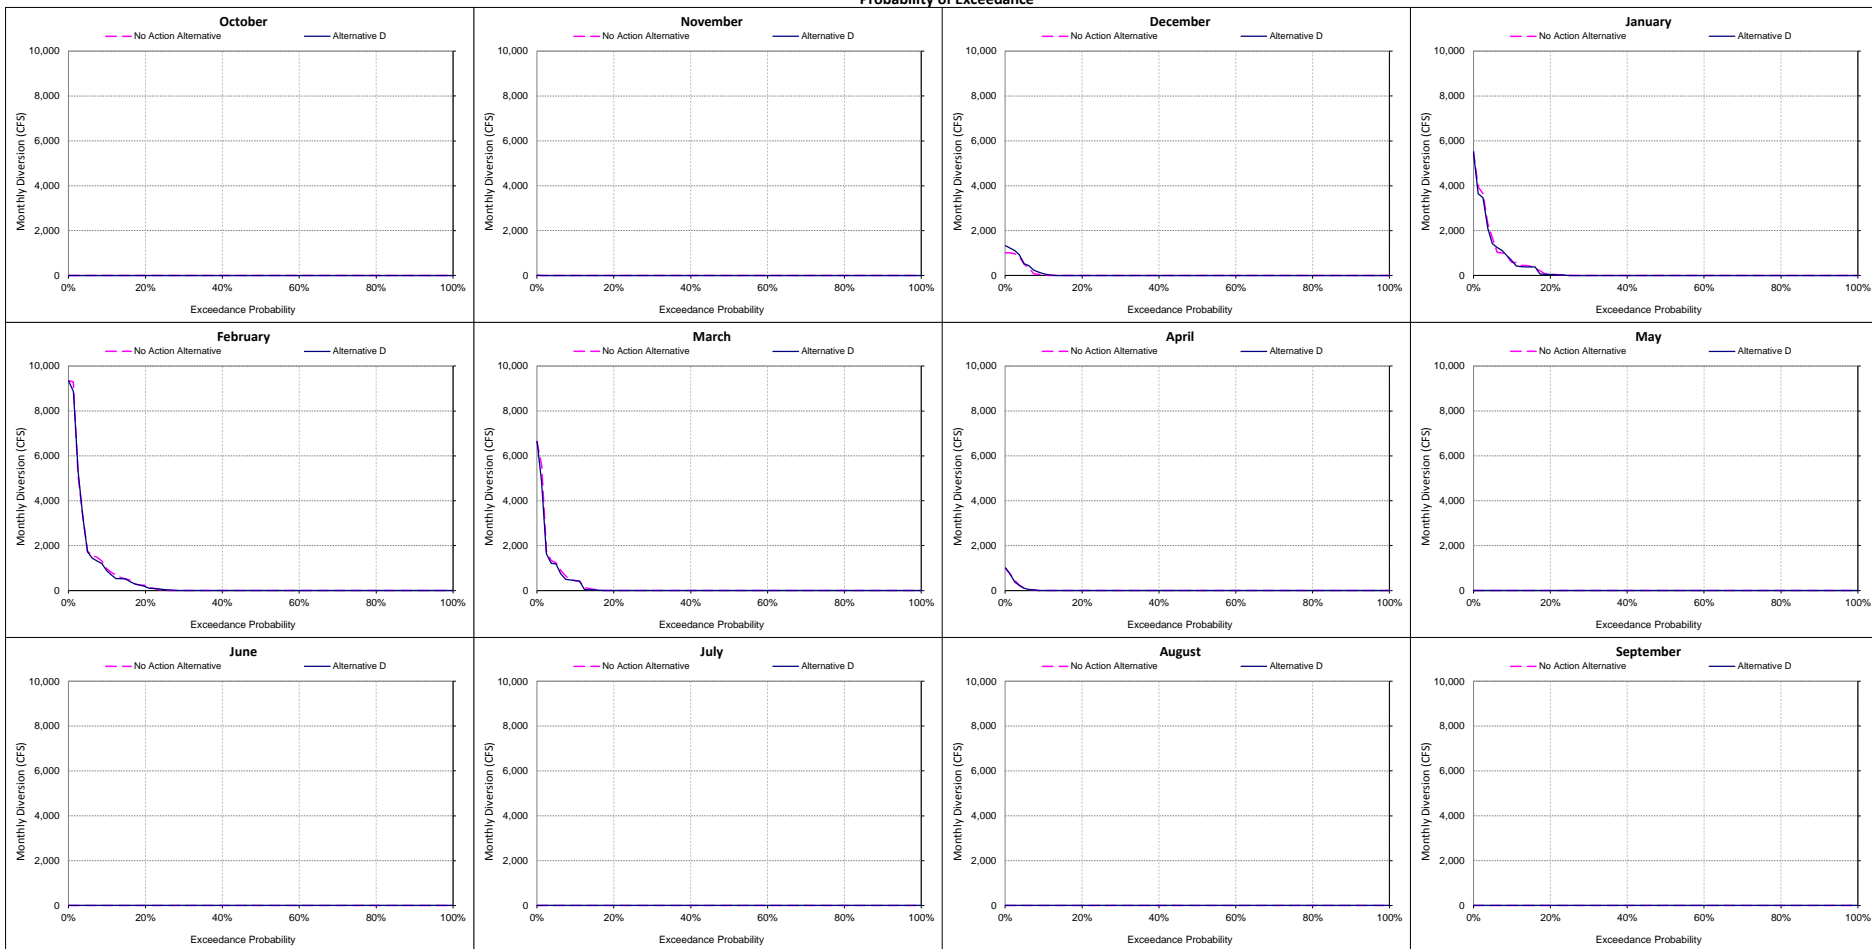 Probability of Exceedance
October
No Action Alternative Alternative D
10,000
8,000
6,000
4,000
2,000
0
Monthly Diversion (CFS)
0% 20% 40% 60% 80% 100%
Exceedance Probability
November
No Action Alternative Alternative D
10,000
8,000
6,000
4,000
2,000
0
Monthly Diversion (CFS)
0% 20% 40% 60% 80% 100%
Exceedance Probability
December
No Action Alternative Alternative D
10,000
8,000
6,000
4,000
2,000
0
Monthly Diversion (CFS)
0% 20% 40% 60% 80% 100%
Exceedance Probability
January
No Action Alternative Alternative D
10,000
8,000
6,000
4,000
2,000
0
Monthly Diversion (CFS)
0% 20% 40% 60% 80% 100%
Exceedance Probability
February
No Action Alternative Alternative D
10,000
8,000
6,000
4,000
2,000
0
Monthly Diversion (CFS)
0% 20% 40% 60% 80% 100%
Exceedance Probability
March
No Action Alternative Alternative D
10,000
8,000
6,000
4,000
2,000
0
Monthly Diversion (CFS)
0% 20% 40% 60% 80% 100%
Exceedance Probability
April
No Action Alternative Alternative D
10,000
8,000
6,000
4,000
2,000
0
Monthly Diversion (CFS)
0% 20% 40% 60% 80% 100%
Exceedance Probability
May
No Action Alternative Alternative D
10,000
8,000
6,000
4,000
2,000
0
Monthly Diversion (CFS)
0% 20% 40% 60% 80% 100%
Exceedance Probability
June
No Action Alternative Alternative D
10,000
8,000
6,000
4,000
2,000
0
Monthly Diversion (CFS)
0% 20% 40% 60% 80% 100%
Exceedance Probability
July
No Action Alternative Alternative D
10,000
8,000
6,000
4,000
2,000
0
Monthly Diversion (CFS)
0% 20% 40% 60% 80% 100%
Exceedance Probability
August
No Action Alternative Alternative D
10,000
8,000
6,000
4,000
2,000
0
Monthly Diversion (CFS)
0% 20% 40% 60% 80% 100%
Exceedance Probability
September
No Action Alternative Alternative D
10,000
8,000
6,000
4,000
2,000
0
Monthly Diversion (CFS)
0% 20% 40% 60% 80% 100%
Exceedance Probability